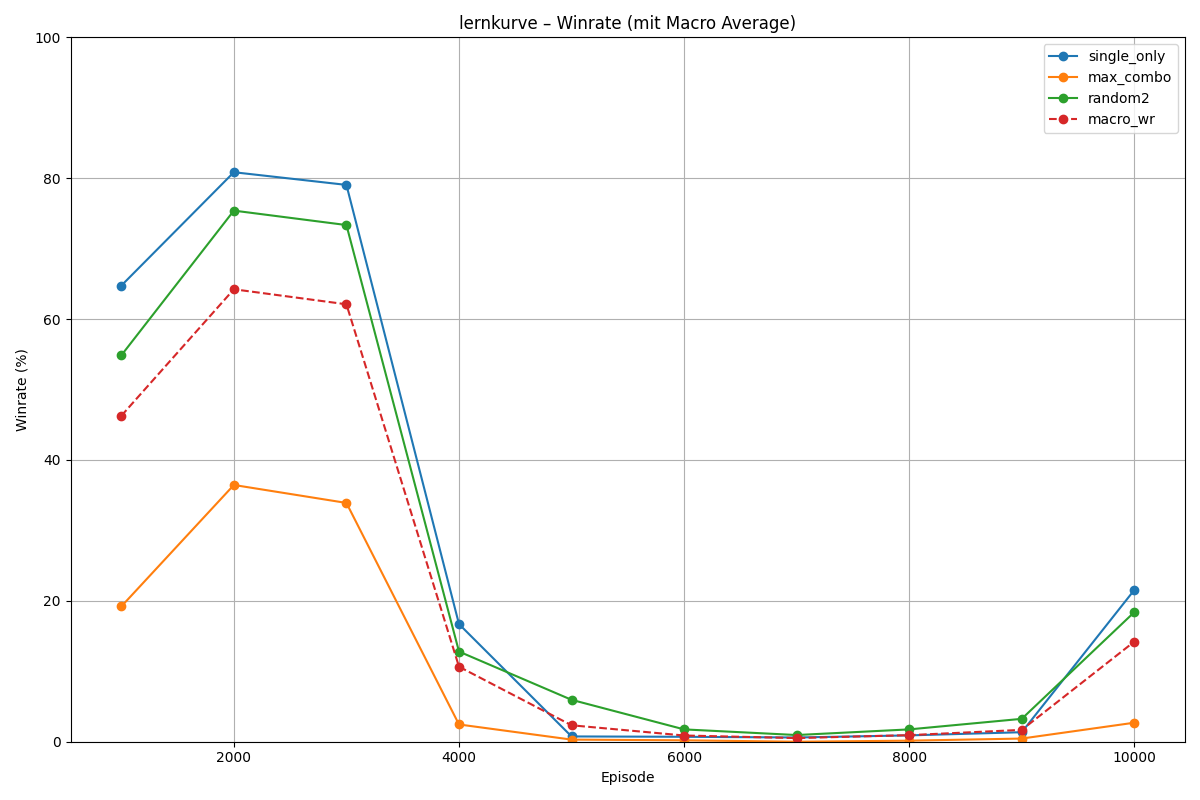 lernkurve – Winrate (mit Macro Average)
100
80
60
40
20
0
Winrate (%)
single_only
max_combo
random2
macro_wr
2000
4000
6000
8000
10000
Episode